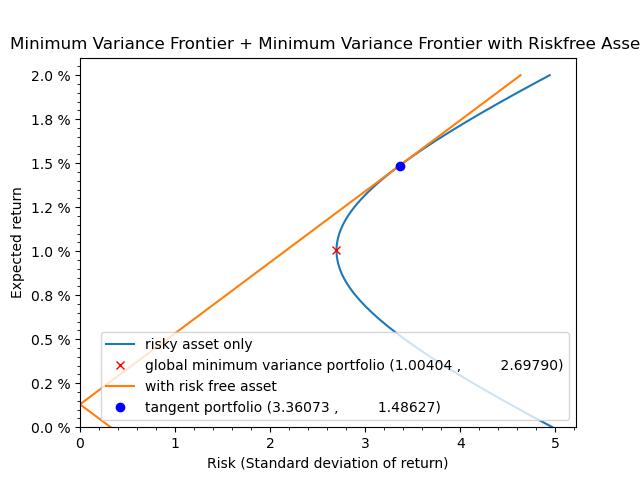 Minimum Variance Frontier + Minimum Variance Frontier with Riskfree Asse
2.0 %
1.8 %
1.5 %
1.2 %
1.0 %
0.8 %
0.5 %
0.2 %
0.0 %
Expected return
risky asset only
global minimum variance portfolio (1.00404 , 2.69790)
with risk free asset
tangent portfolio (3.36073 , 1.48627)
0 1 2 3 4 5
Risk (Standard deviation of return)